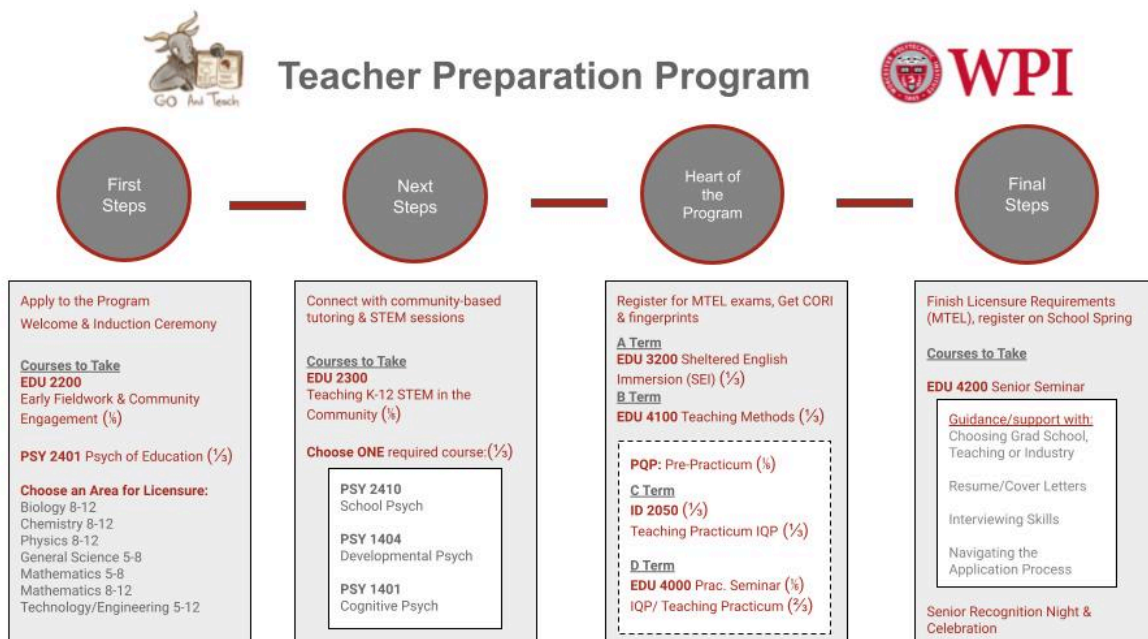 GO And Teach
Teacher Preparation Program
WPI
First
Steps
Next
Steps
Heart of
the
Program
Final
Steps
Apply to the Program
Welcome & Induction Ceremony
Courses to Take
EDU 2200
Early Fieldwork & Community
Engagement (⅙)
PSY 2401 Psych of Education (⅓)
Choose an Area for Licensure:
Biology 8-12
Chemistry 8-12
Physics 8-12
General Science 5-8
Mathematics 5-8
Mathematics 8-12
Technology/Engineering 5-12
Connect with community-based
tutoring & STEM sessions
Courses to Take
EDU 2300
Teaching K-12 STEM in the
Community (⅙)
Choose ONE required course:(⅓)
PSY 2410
School Psych
PSY 1404
Developmental Psych
PSY 1401
Cognitive Psych
Register for MTEL exams, Get CORI
& fingerprints
A Term
EDU 3200 Sheltered English
Immersion (SEI) (⅓)
B Term
EDU 4100 Teaching Methods (⅓)
PQP: Pre-Practicum (⅙)
C Term
ID 2050 (⅓)
Teaching Practicum IQP (⅓)
D Term
EDU 4000 Prac. Seminar (⅙)
IQP/ Teaching Practicum (⅔)
Finish Licensure Requirements
(MTEL), register on School Spring
Courses to Take
EDU 4200 Senior Seminar
Guidance/support with:
Choosing Grad School,
Teaching or Industry
Resume/Cover Letters
Interviewing Skills
Navigating the
Application Process
Senior Recognition Night &
Celebration